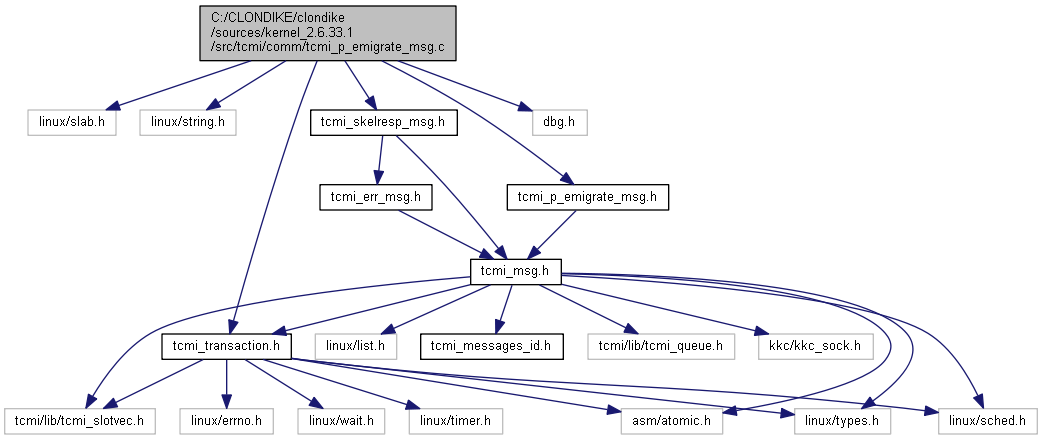 C:/CLONDIKE/clondike
/sources/kernel_2.6.33.1
/src/tcmi/comm/tcmi_p_emigrate_msg.c
linux/slab.h
linux/string.h
tcmi_skelresp_msg.h
dbg.h
tcmi_err_msg.h
tcmi_p_emigrate_msg.h
tcmi_msg.h
tcmi_transaction.h
linux/list.h
tcmi_messages_id.h
tcmi/lib/tcmi_queue.h
kkc/kkc_sock.h
tcmi/lib/tcmi_slotvec.h
linux/errno.h
linux/wait.h
linux/timer.h
asm/atomic.h
linux/types.h
linux/sched.h